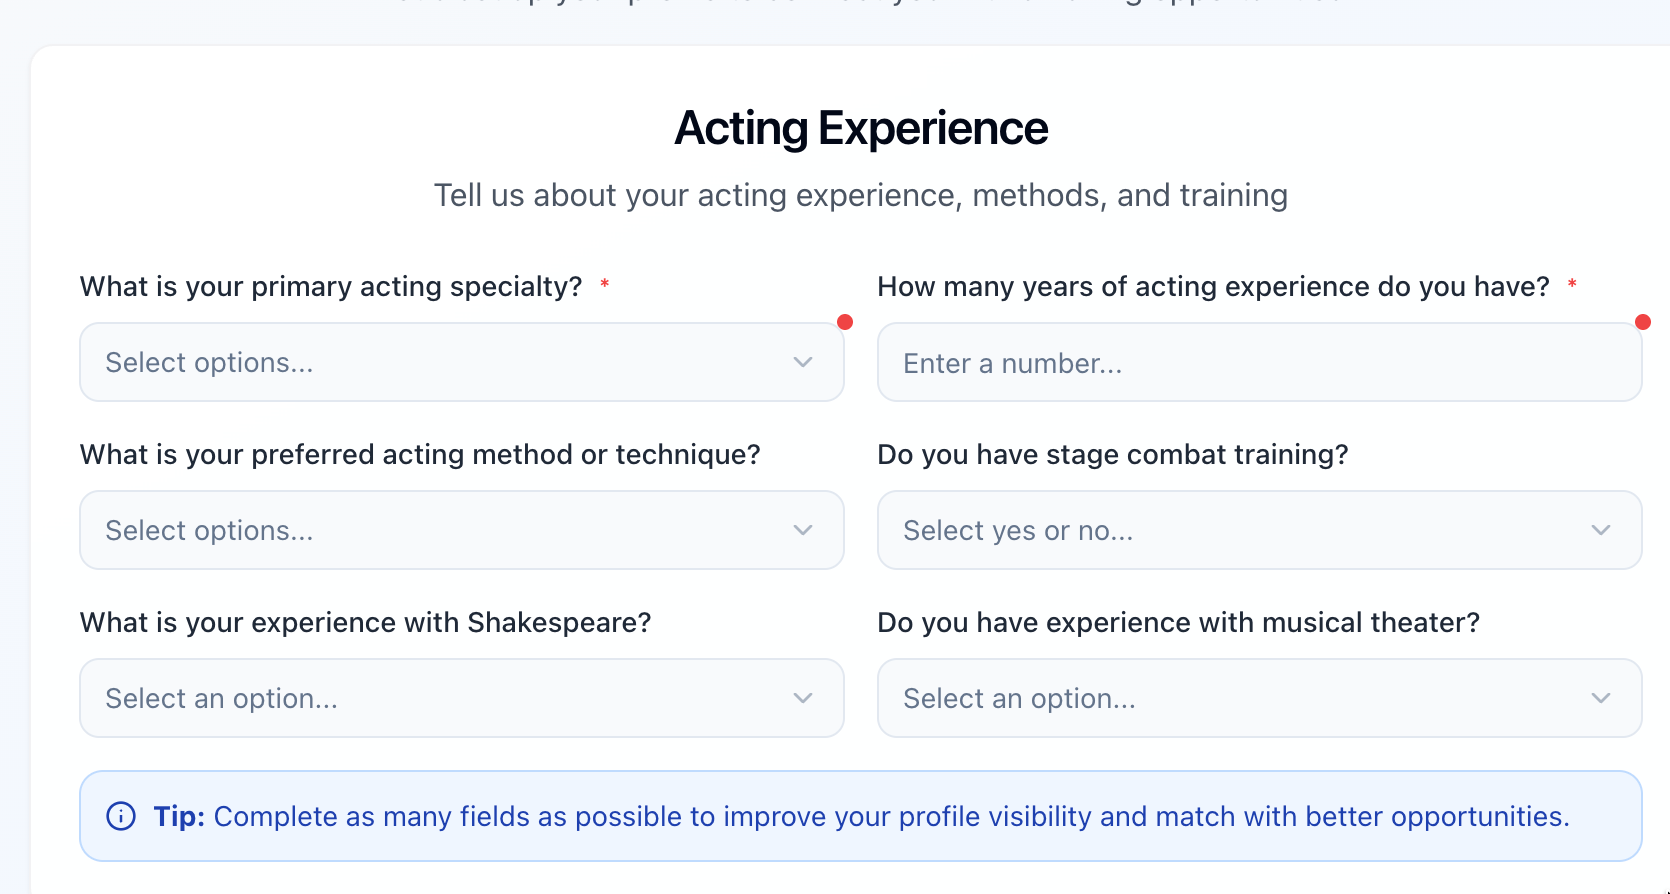 Acting Experience
Tell us about your acting experience, methods, and training
What is your primary acting specialty? *
Select options...
How many years of acting experience do you have? *
Enter a number...
What is your preferred acting method or technique?
Select options...
Do you have stage combat training?
Select yes or no...
What is your experience with Shakespeare?
Select an option...
Do you have experience with musical theater?
Select an option...
Tip: Complete as many fields as possible to improve your profile visibility and match with better opportunities.